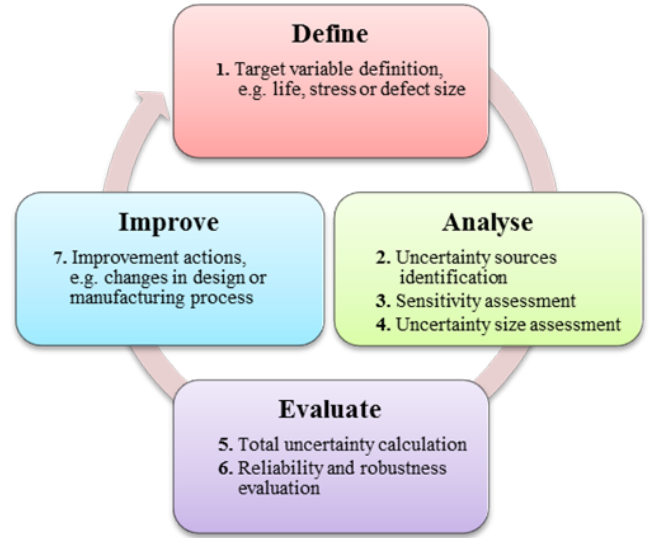 Define
1. Target variable definition,
e.g. life, stress or defect size
Improve
7. Improvement actions,
e.g. changes in design or
manufacturing process
Analyse
2. Uncertainty sources
identification
3. Sensitivity assessment
4. Uncertainty size assessment
Evaluate
5. Total uncertainty calculation
6. Reliability and robustness
evaluation